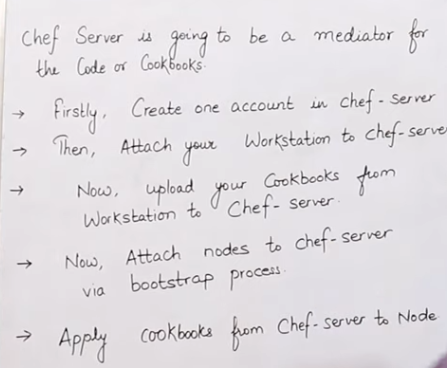 Chef Server is going to be a mediator for
the Code or Cookbooks.
→ Firstly, Create one account in chef-server
→ Then, Attach your Workstation to chef-serve
→ Now, upload your Cookbooks from
Workstation to Chef-server.
→ Now, Attach nodes to chef-server
via bootstrap process.
→ Apply cookbooks from Chef-server to Node